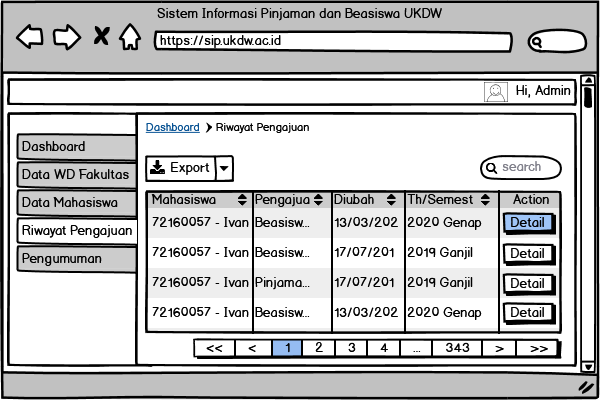 Sistem Informasi Pinjaman dan Beasiswa UKDW
https://sip.ukdw.ac.id
Hi, Admin
Dashboard
Data WD Fakultas
Data Mahasiswa
Riwayat Pengajuan
Pengumuman
Dashboard > Riwayat Pengajuan
Export
search
Mahasiswa Pengajua Diubah Th/Semest Action
72160057 - Ivan Beasisw... 13/03/202 2020 Genap Detail
72160057 - Ivan Beasisw... 17/07/201 2019 Ganjil Detail
72160057 - Ivan Pinjama... 17/07/201 2019 Ganjil Detail
72160057 - Ivan Beasisw... 13/03/202 2020 Genap Detail
<< < 1 2 3 4 ... 343 > >>